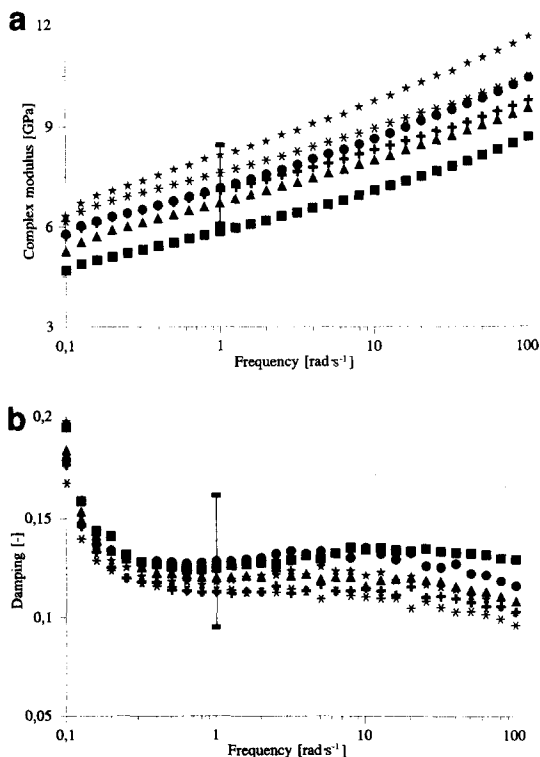 a
12
9
6
3
Complex modulus [GPa]
0,1
1
10
100
Frequency [rad·s⁻¹]
b
0,2
0,15
0,1
0,05
Damping [-]
0,1
1
10
100
Frequency [rad·s⁻¹]